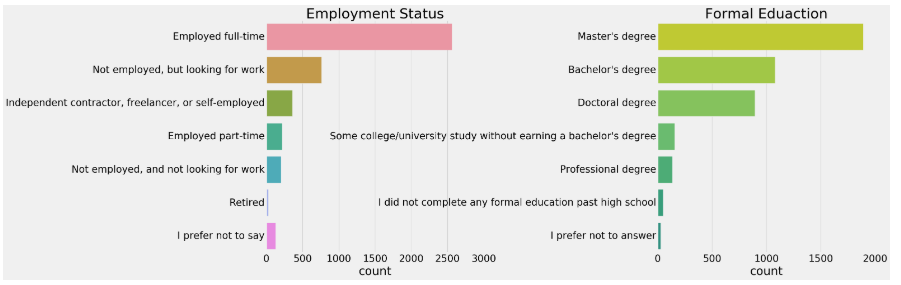 Employment Status
Employed full-time
Not employed, but looking for work
Independent contractor, freelancer, or self-employed
Employed part-time
Not employed, and not looking for work
Retired
I prefer not to say
0 500 1000 1500 2000 2500 3000
count
Formal Eduaction
Master's degree
Bachelor's degree
Doctoral degree
Some college/university study without earning a bachelor's degree
Professional degree
I did not complete any formal education past high school
I prefer not to answer
0 500 1000 1500 2000
count